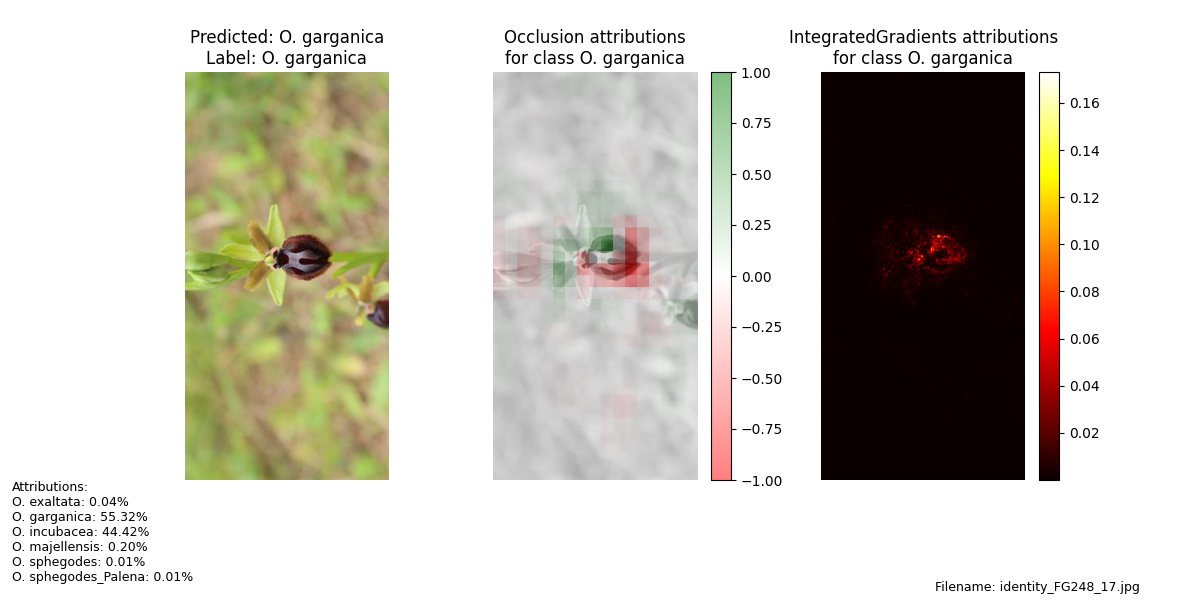 Predicted: O. garganica
Label: O. garganica
Occlusion attributions
for class O. garganica
1.00
0.75
0.50
0.25
0.00
−0.25
−0.50
−0.75
−1.00
IntegratedGradients attributions
for class O. garganica
0.16
0.14
0.12
0.10
0.08
0.06
0.04
0.02
Attributions:
O. exaltata: 0.04%
O. garganica: 55.32%
O. incubacea: 44.42%
O. majellensis: 0.20%
O. sphegodes: 0.01%
O. sphegodes_Palena: 0.01%
Filename: identity_FG248_17.jpg